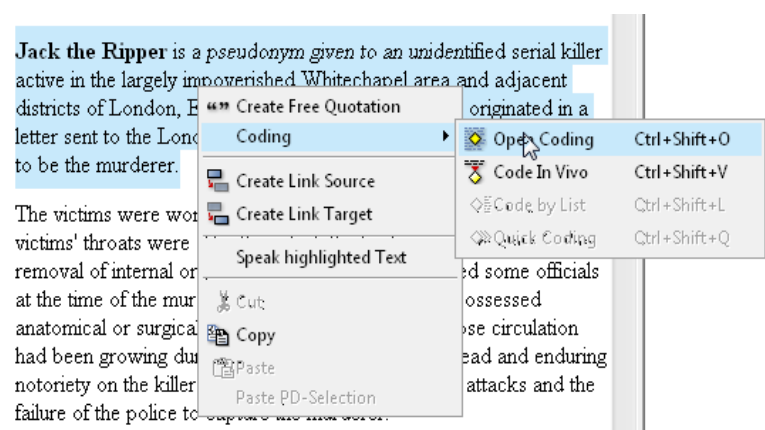 Jack the Ripper is a pseudonym given to an unidentified serial killer
active in the largely impoverished Whitechapel area and adjacent
districts of London, E originated in a
letter sent to the Lond
to be the murderer.
The victims were wor
victims' throats were
removal of internal or ed some officials
at the time of the mur ossessed
anatomical or surgical ose circulation
had been growing du ead and enduring
notoriety on the killer attacks and the
failure of the police to capture the murderer.
Create Free Quotation
Coding
Create Link Source
Create Link Target
Speak highlighted Text
Cut
Copy
Paste
Paste PD-Selection
Open Coding Ctrl+Shift+O
Code In Vivo Ctrl+Shift+V
Code by List Ctrl+Shift+L
Quick Coding Ctrl+Shift+Q